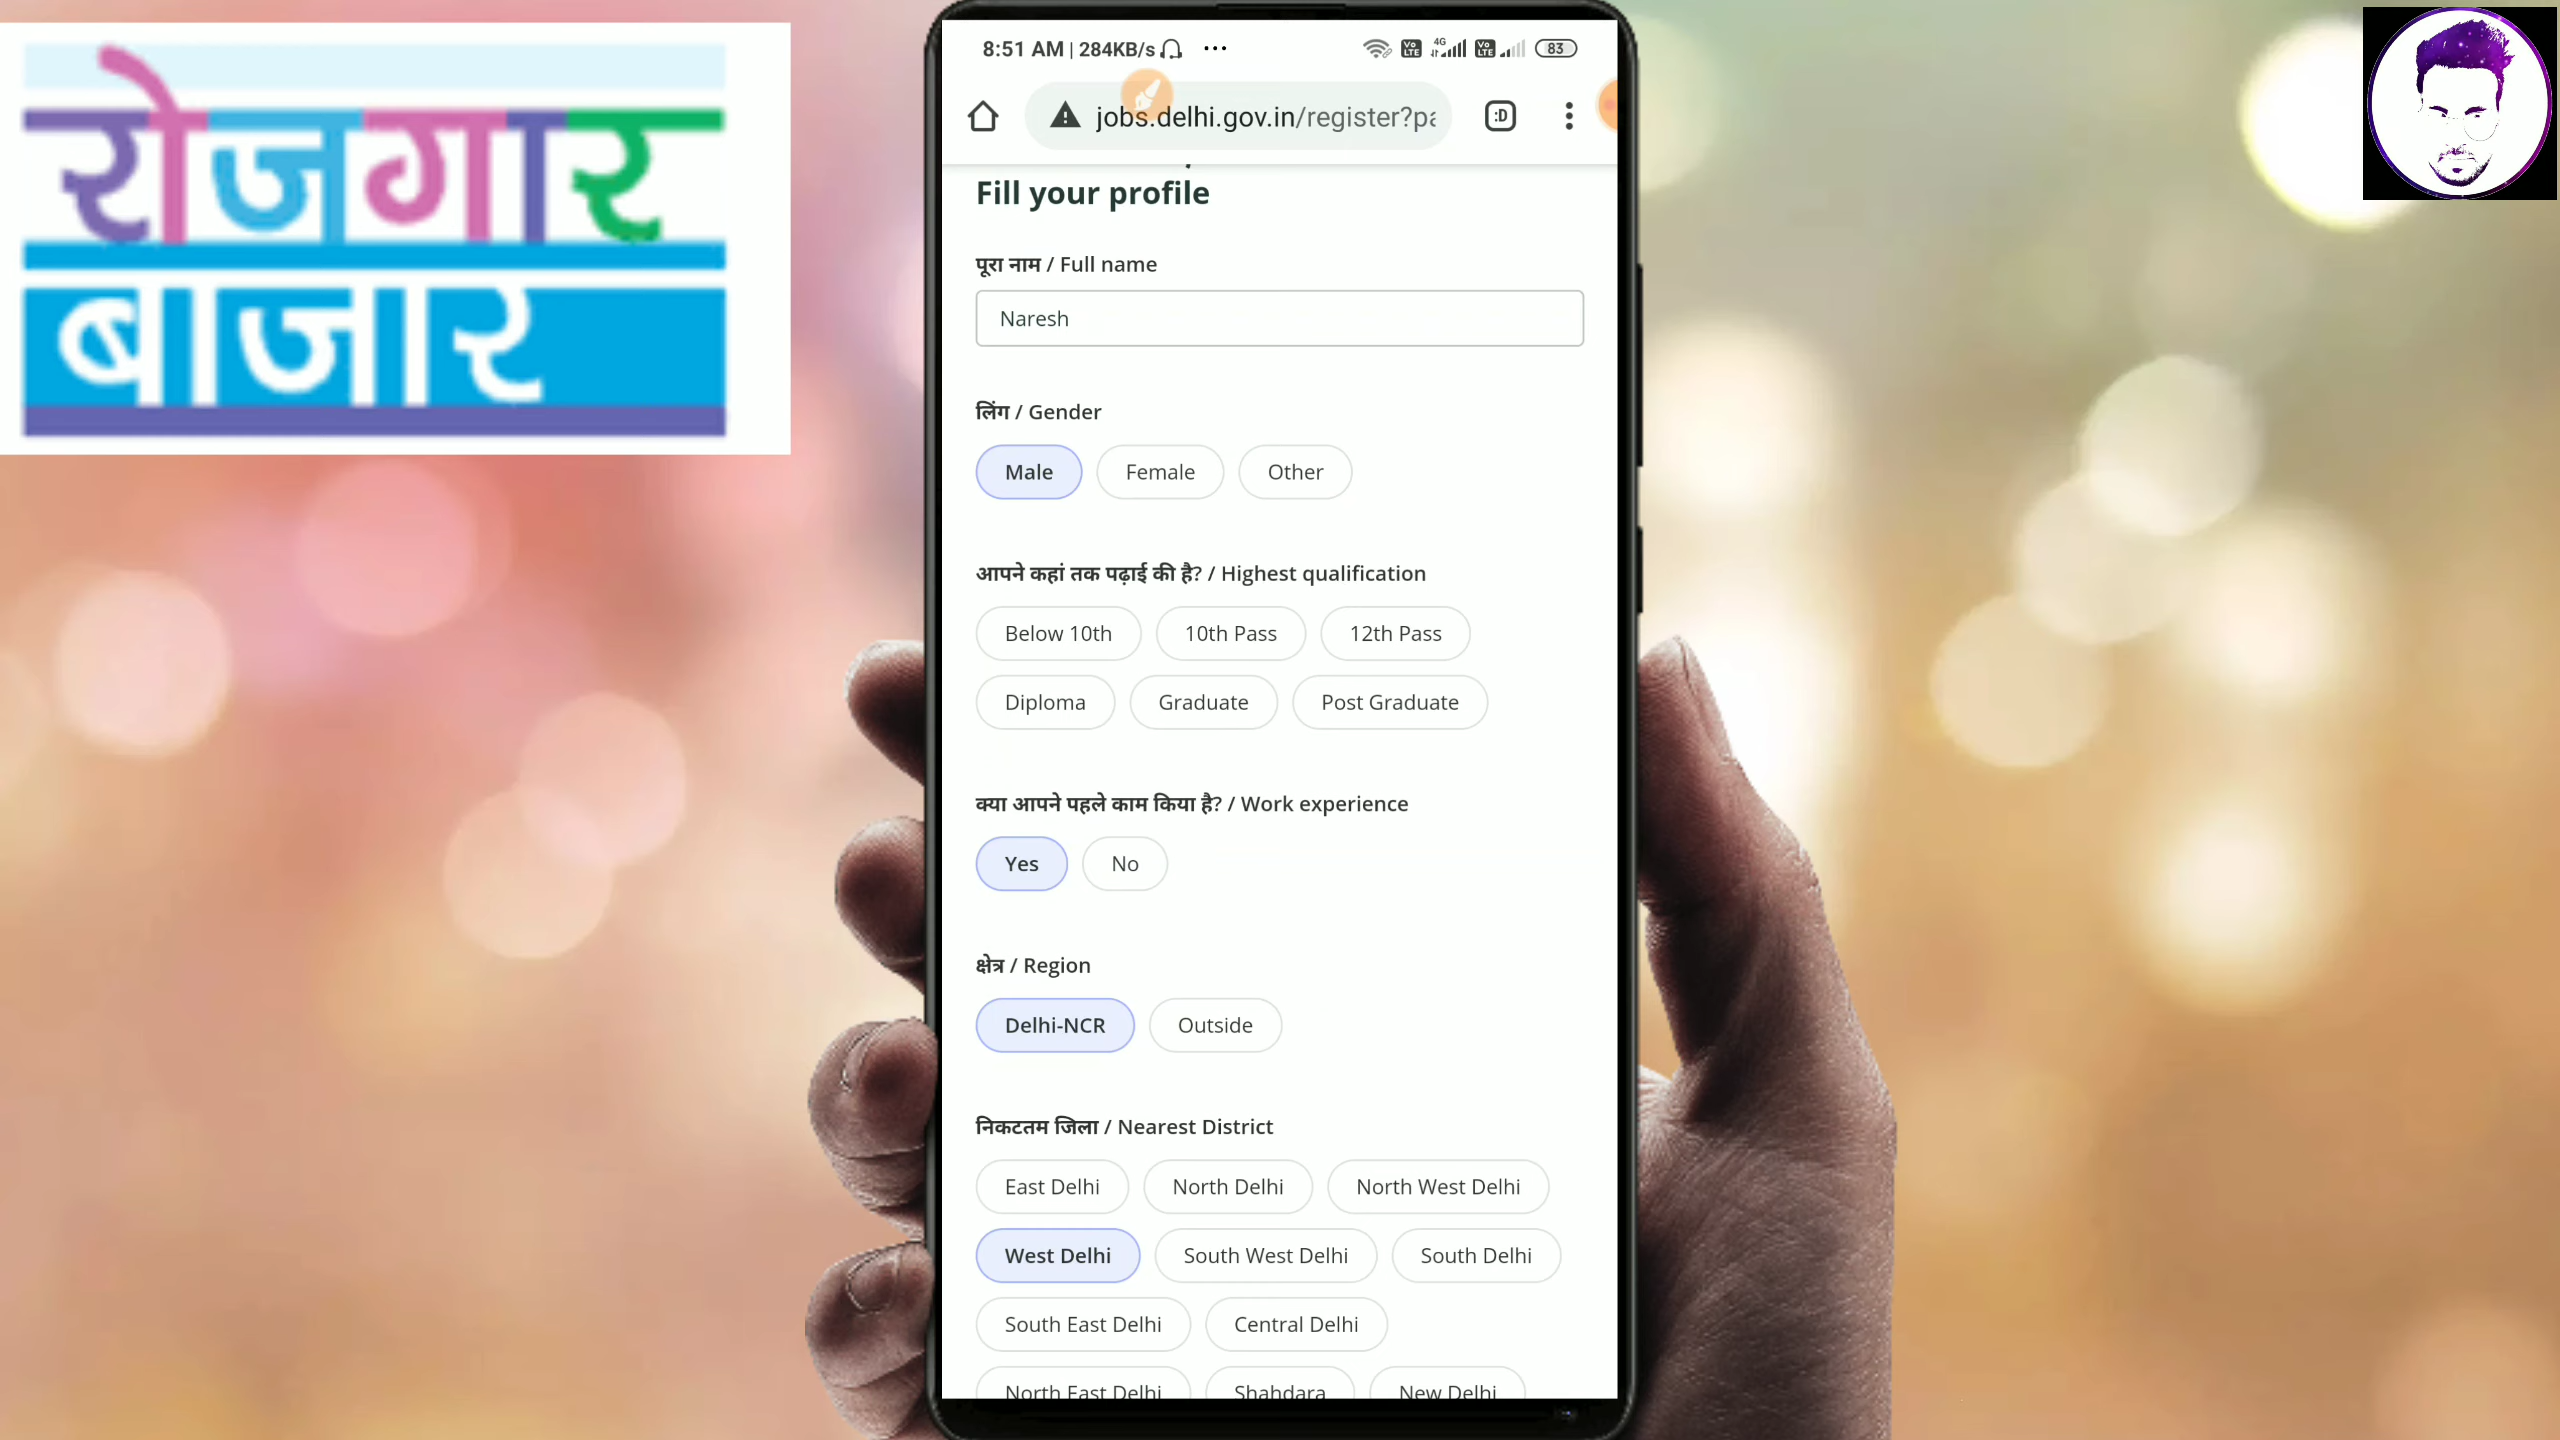 रोजगार
बाजार
8:51 AM | 284KB/s ... 4G 83
jobs.delhi.gov.in/register?pa
:D
Fill your profile
पूरा नाम / Full name
Naresh
लिंग / Gender
Male Female Other
आपने कहां तक पढ़ाई की है? / Highest qualification
Below 10th 10th Pass 12th Pass
Diploma Graduate Post Graduate
क्या आपने पहले काम किया है? / Work experience
Yes No
क्षेत्र / Region
Delhi-NCR Outside
निकटतम जिला / Nearest District
East Delhi North Delhi North West Delhi
West Delhi South West Delhi South Delhi
South East Delhi Central Delhi
North East Delhi Shahdara New Delhi